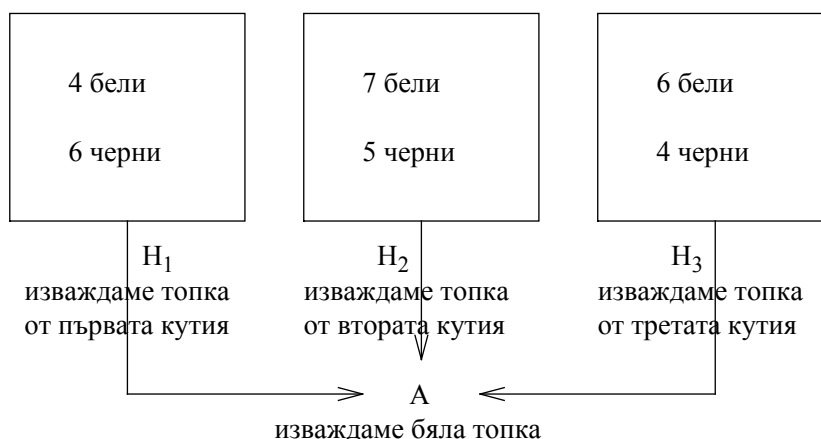 4 бели
7 бели
6 бели
6 черни
5 черни
4 черни
H1
H2
H3
изваждаме топка
изваждаме топка
изваждаме топка
от първата кутия
от втората кутия
от третата кутия
A
изваждаме бяла топка